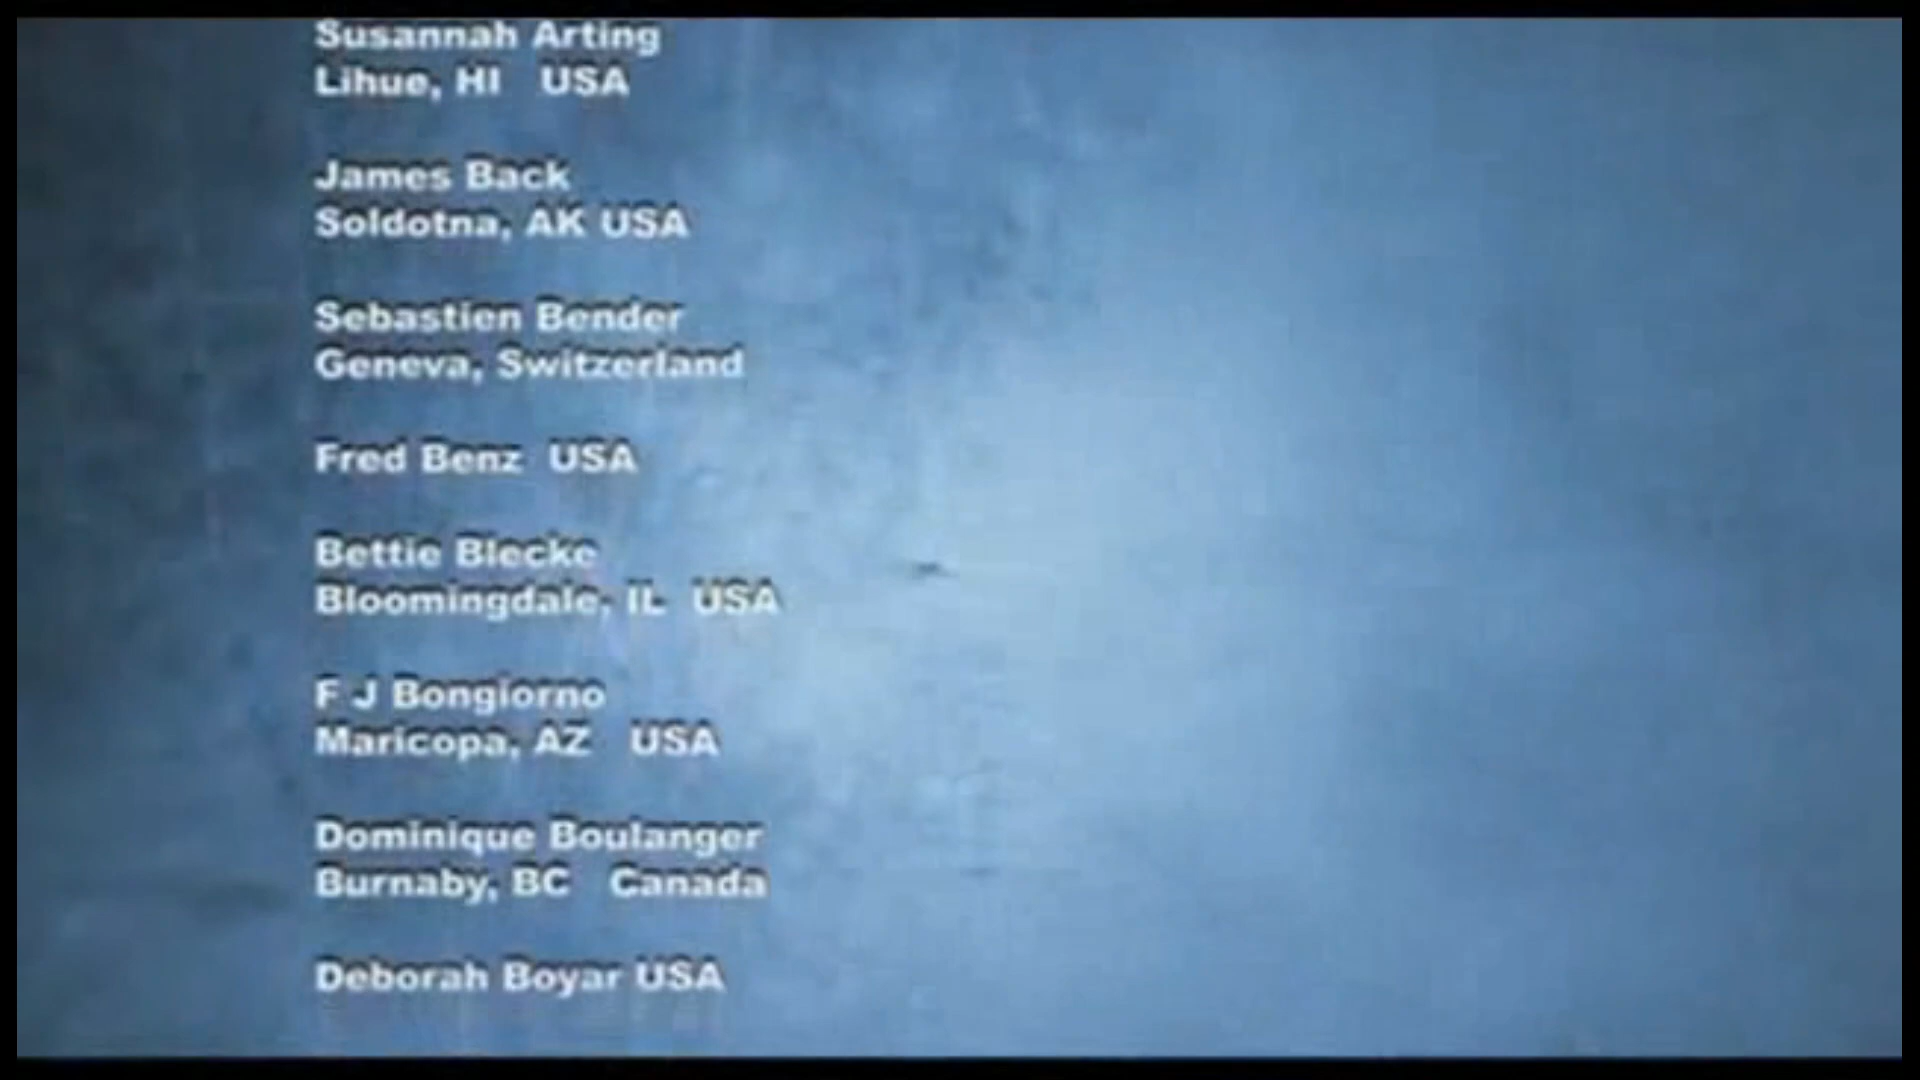 Susannah Arting
Lihue, HI USA
James Back
Soldotna, AK USA
Sebastien Bender
Geneva, Switzerland
Fred Benz USA
Bettie Blecke
Bloomingdale, IL USA
F J Bongiorno
Maricopa, AZ USA
Dominique Boulanger
Burnaby, BC Canada
Deborah Boyar USA